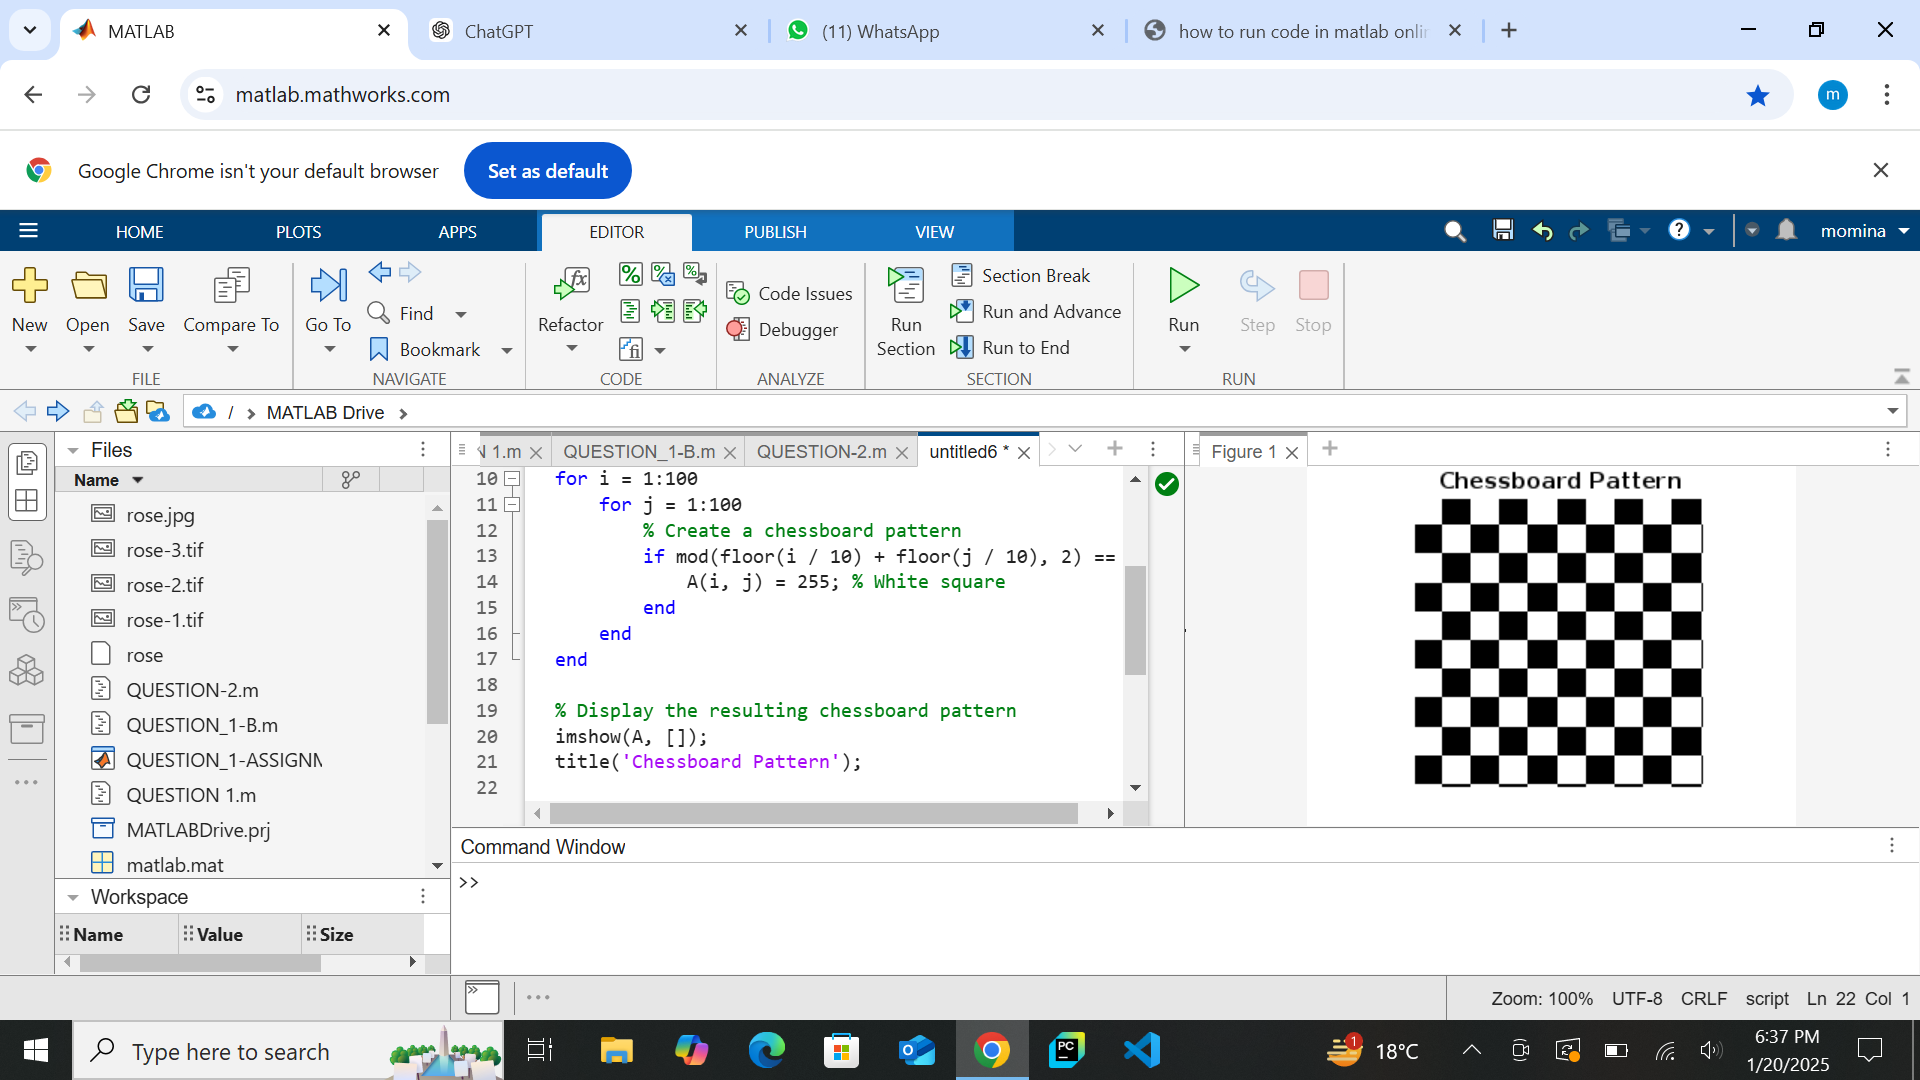 MATLAB
ChatGPT
(11) WhatsApp
how to run code in matlab onli
matlab.mathworks.com
m
Google Chrome isn't your default browser
Set as default
HOME
PLOTS
APPS
EDITOR
PUBLISH
VIEW
momina
New
Open
Save
Compare To
Go To
Find
Bookmark
Refactor
Code Issues
Debugger
Run Section
Section Break
Run and Advance
Run to End
Run
Step
Stop
FILE
NAVIGATE
CODE
ANALYZE
SECTION
RUN
/ > MATLAB Drive >
Files
Name
rose.jpg
rose-3.tif
rose-2.tif
rose-1.tif
rose
QUESTION-2.m
QUESTION_1-B.m
QUESTION_1-ASSIGNM
QUESTION 1.m
MATLABDrive.prj
matlab.mat
Workspace
Name
Value
Size
N 1.m
QUESTION_1-B.m
QUESTION-2.m
untitled6 *
10 for i = 1:100
11 for j = 1:100
12 % Create a chessboard pattern
13 if mod(floor(i / 10) + floor(j / 10), 2) ==
14 A(i, j) = 255; % White square
15 end
16 end
17 end
18
19 % Display the resulting chessboard pattern
20 imshow(A, []);
21 title('Chessboard Pattern');
22
Figure 1
Chessboard Pattern
Command Window
>>
Zoom: 100%
UTF-8
CRLF
script
Ln 22 Col 1
Type here to search
PC
1
18°C
6:37 PM
1/20/2025